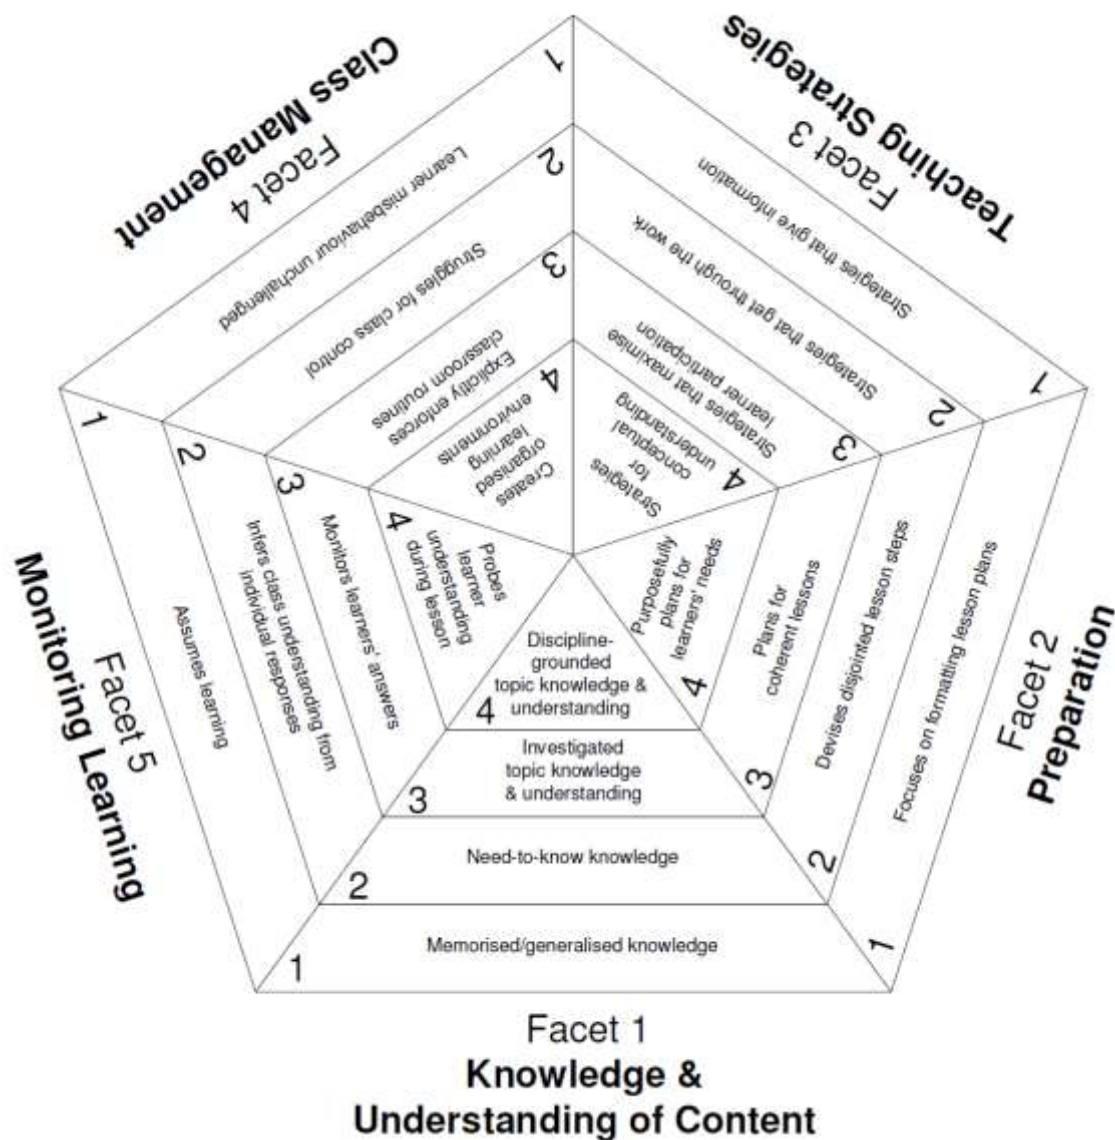 Facet 1
Knowledge &
Understanding of Content
1
Memorised/generalised knowledge
2
Need-to-know knowledge
3
Investigated
topic knowledge
& understanding
4
Discipline-
grounded
topic knowledge &
understanding
Facet 2
Preparation
1
Focuses on formatting lesson plans
2
Devises disjointed lesson steps
3
Plans for
coherent lessons
4
Purposefully
plans for
learners' needs
Facet 3
Teaching Strategies
1
Strategies that give information
2
Strategies that get through the work
3
Strategies that maximise
learner participation
4
Strategies
for
conceptual
understanding
Facet 4
Class Management
1
Learner misbehaviour unchallenged
2
Struggles for class control
3
Explicitly enforces
classroom routines
4
Creates
organised
learning
environments
Facet 5
Monitoring Learning
1
Assumes learning
2
Infers class understanding from
individual responses
3
Monitors learners' answers
4
Probes
learner
understanding
during lesson